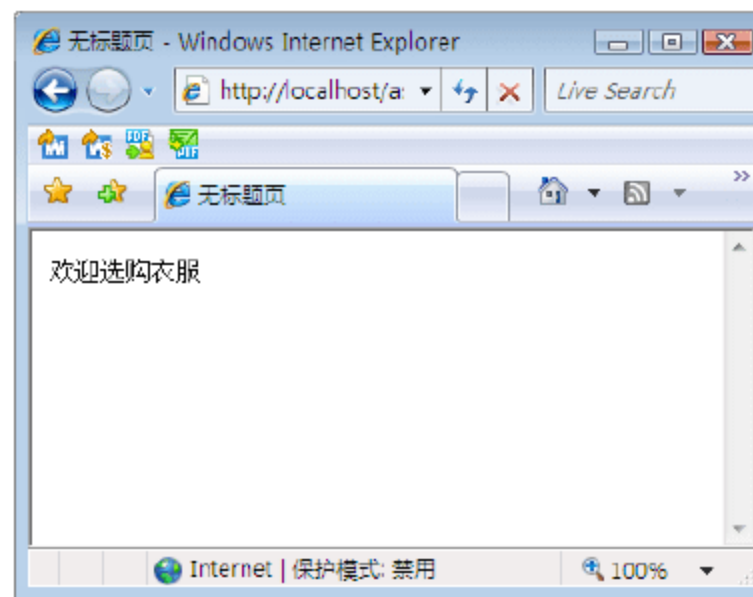 无标题页 - Windows Internet Explorer
http://localhost/a
Live Search
无标题页
欢迎选购衣服
Internet | 保护模式: 禁用
100%